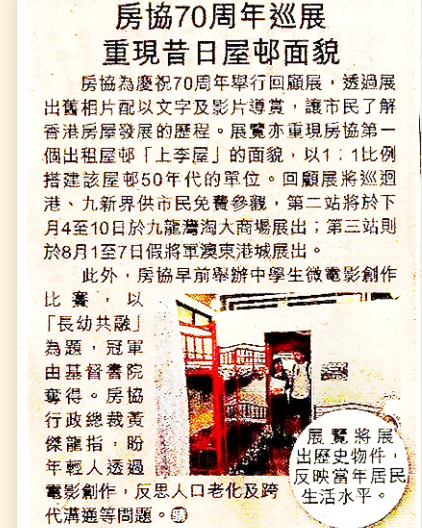 房協70周年巡展
重現昔日屋邨面貌
房協為慶祝70周年舉行回顧展，透過展
出舊相片配以文字及影片導賞，讓市民了解
香港房屋發展的歷程。展覽亦重現房協第一
個出租屋邨「上李屋」的面貌，以1：1比例
搭建該屋邨50年代的單位。回顧展將巡迴
港、九新界供市民免費參觀，第二站將於下
月4至10日於九龍灣淘大商場展出；第三站則
於8月1至7日假將軍澳東港城展出。
此外，房協早前舉辦中學生微電影創作
比賽，以
「長幼共融」
為題，冠軍
由基督書院
奪得。房協
行政總裁黃
傑龍指，盼
年輕人透過
電影創作，反思人口老化及跨
代溝通等問題。
展覽將展
出歷史物件，
反映當年居民
生活水平。